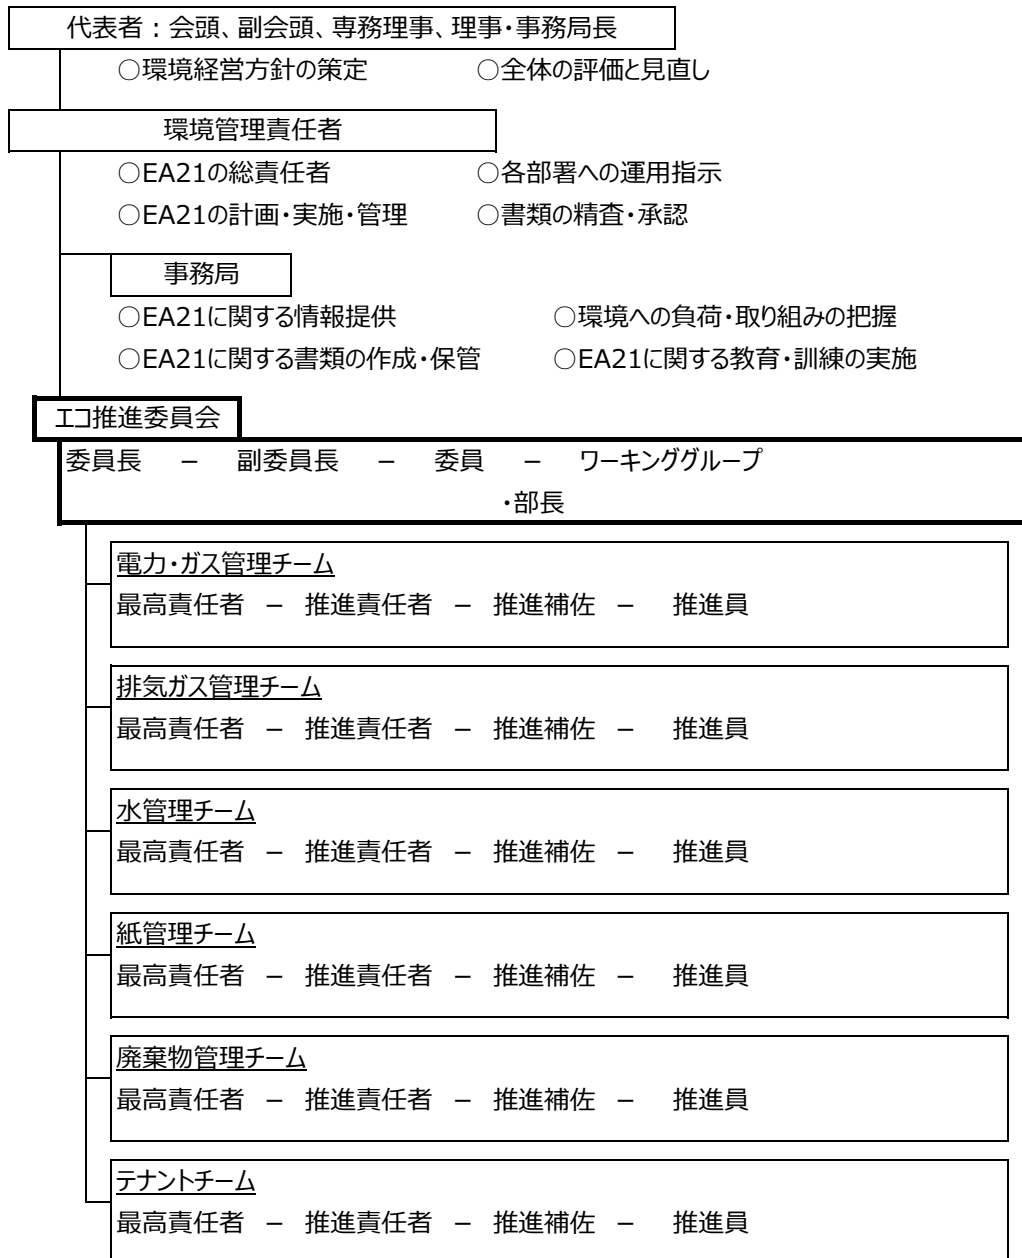 代表者：会頭、副会頭、専務理事、理事・事務局長
○環境経営方針の策定　○全体の評価と見直し
環境管理責任者
○EA21の総責任者　○各部署への運用指示
○EA21の計画・実施・管理　○書類の精査・承認
事務局
○EA21に関する情報提供　○環境への負荷・取り組みの把握
○EA21に関する書類の作成・保管　○EA21に関する教育・訓練の実施
エコ推進委員会
委員長　－　副委員長　－　委員　－　ワーキンググループ
・部長
電力・ガス管理チーム
最高責任者　－　推進責任者　－　推進補佐　－　推進員
排気ガス管理チーム
最高責任者　－　推進責任者　－　推進補佐　－　推進員
水管理チーム
最高責任者　－　推進責任者　－　推進補佐　－　推進員
紙管理チーム
最高責任者　－　推進責任者　－　推進補佐　－　推進員
廃棄物管理チーム
最高責任者　－　推進責任者　－　推進補佐　－　推進員
テナントチーム
最高責任者　－　推進責任者　－　推進補佐　－　推進員